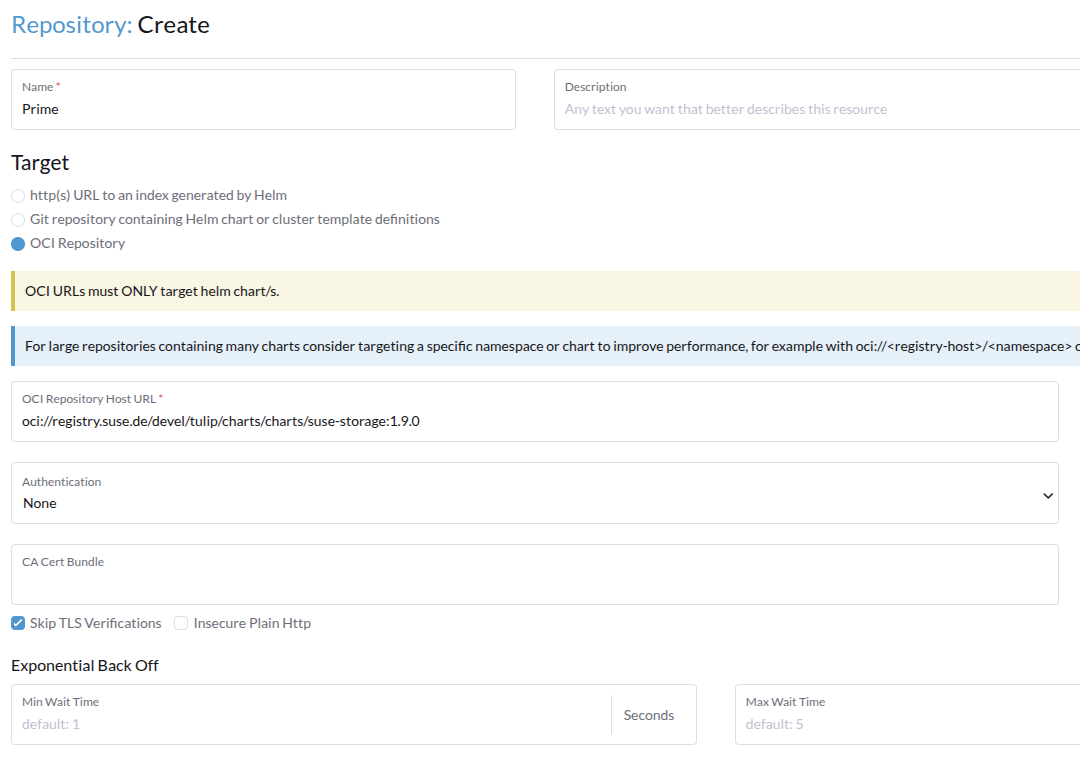 Repository: Create
Name *
Prime
Description
Any text you want that better describes this resource
Target
http(s) URL to an index generated by Helm
Git repository containing Helm chart or cluster template definitions
OCI Repository
OCI URLs must ONLY target helm chart/s.
For large repositories containing many charts consider targeting a specific namespace or chart to improve performance, for example with oci://<registry-host>/<namespace>
OCI Repository Host URL *
oci://registry.suse.de/devel/tulip/charts/charts/suse-storage:1.9.0
Authentication
None
CA Cert Bundle
Skip TLS Verifications
Insecure Plain Http
Exponential Back Off
Min Wait Time
default: 1
Seconds
Max Wait Time
default: 5